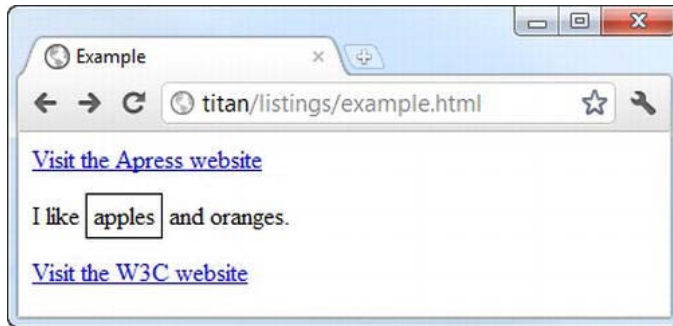 Example
titan/listings/example.html
Visit the Apress website
I like apples and oranges.
Visit the W3C website